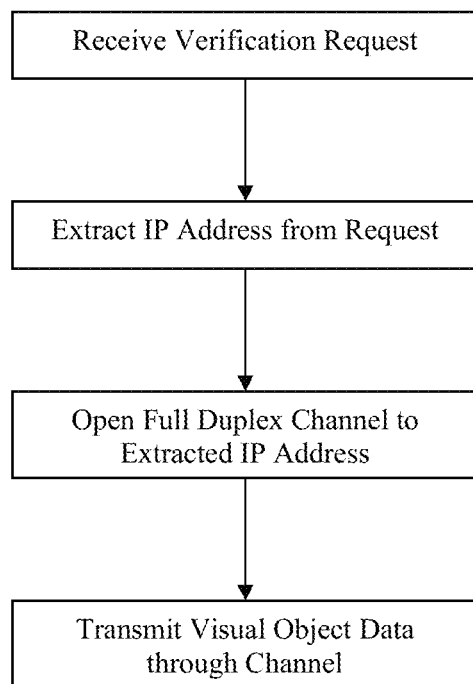 Receive Verification Request
Extract IP Address from Request
Open Full Duplex Channel to
Extracted IP Address
Transmit Visual Object Data
through Channel